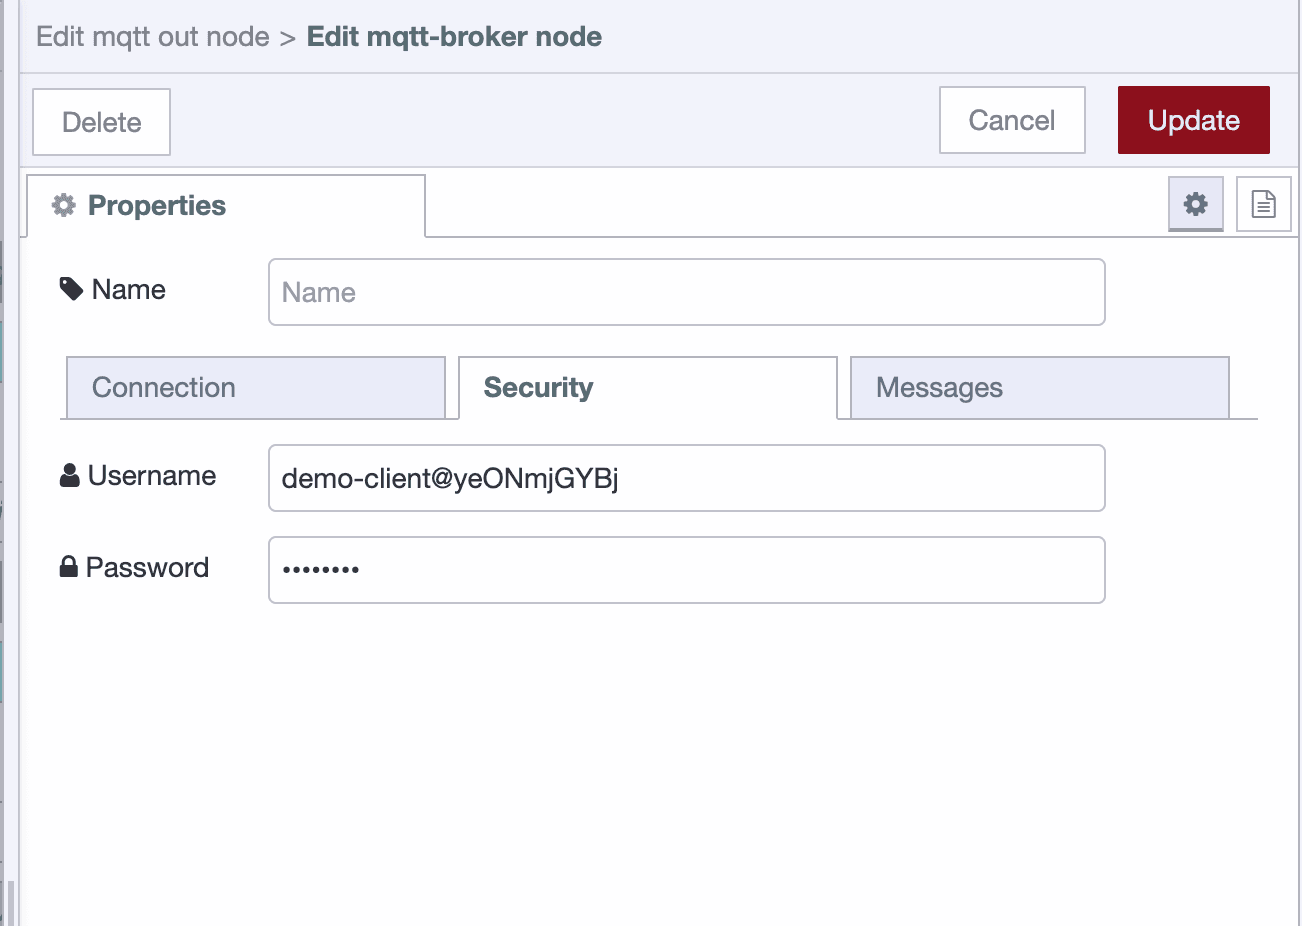 Edit mqtt out node > Edit mqtt-broker node
Delete
Cancel
Update
Properties
Name
Name
Connection
Security
Messages
Username
demo-client@yeONmjGYBj
Password
••••••••